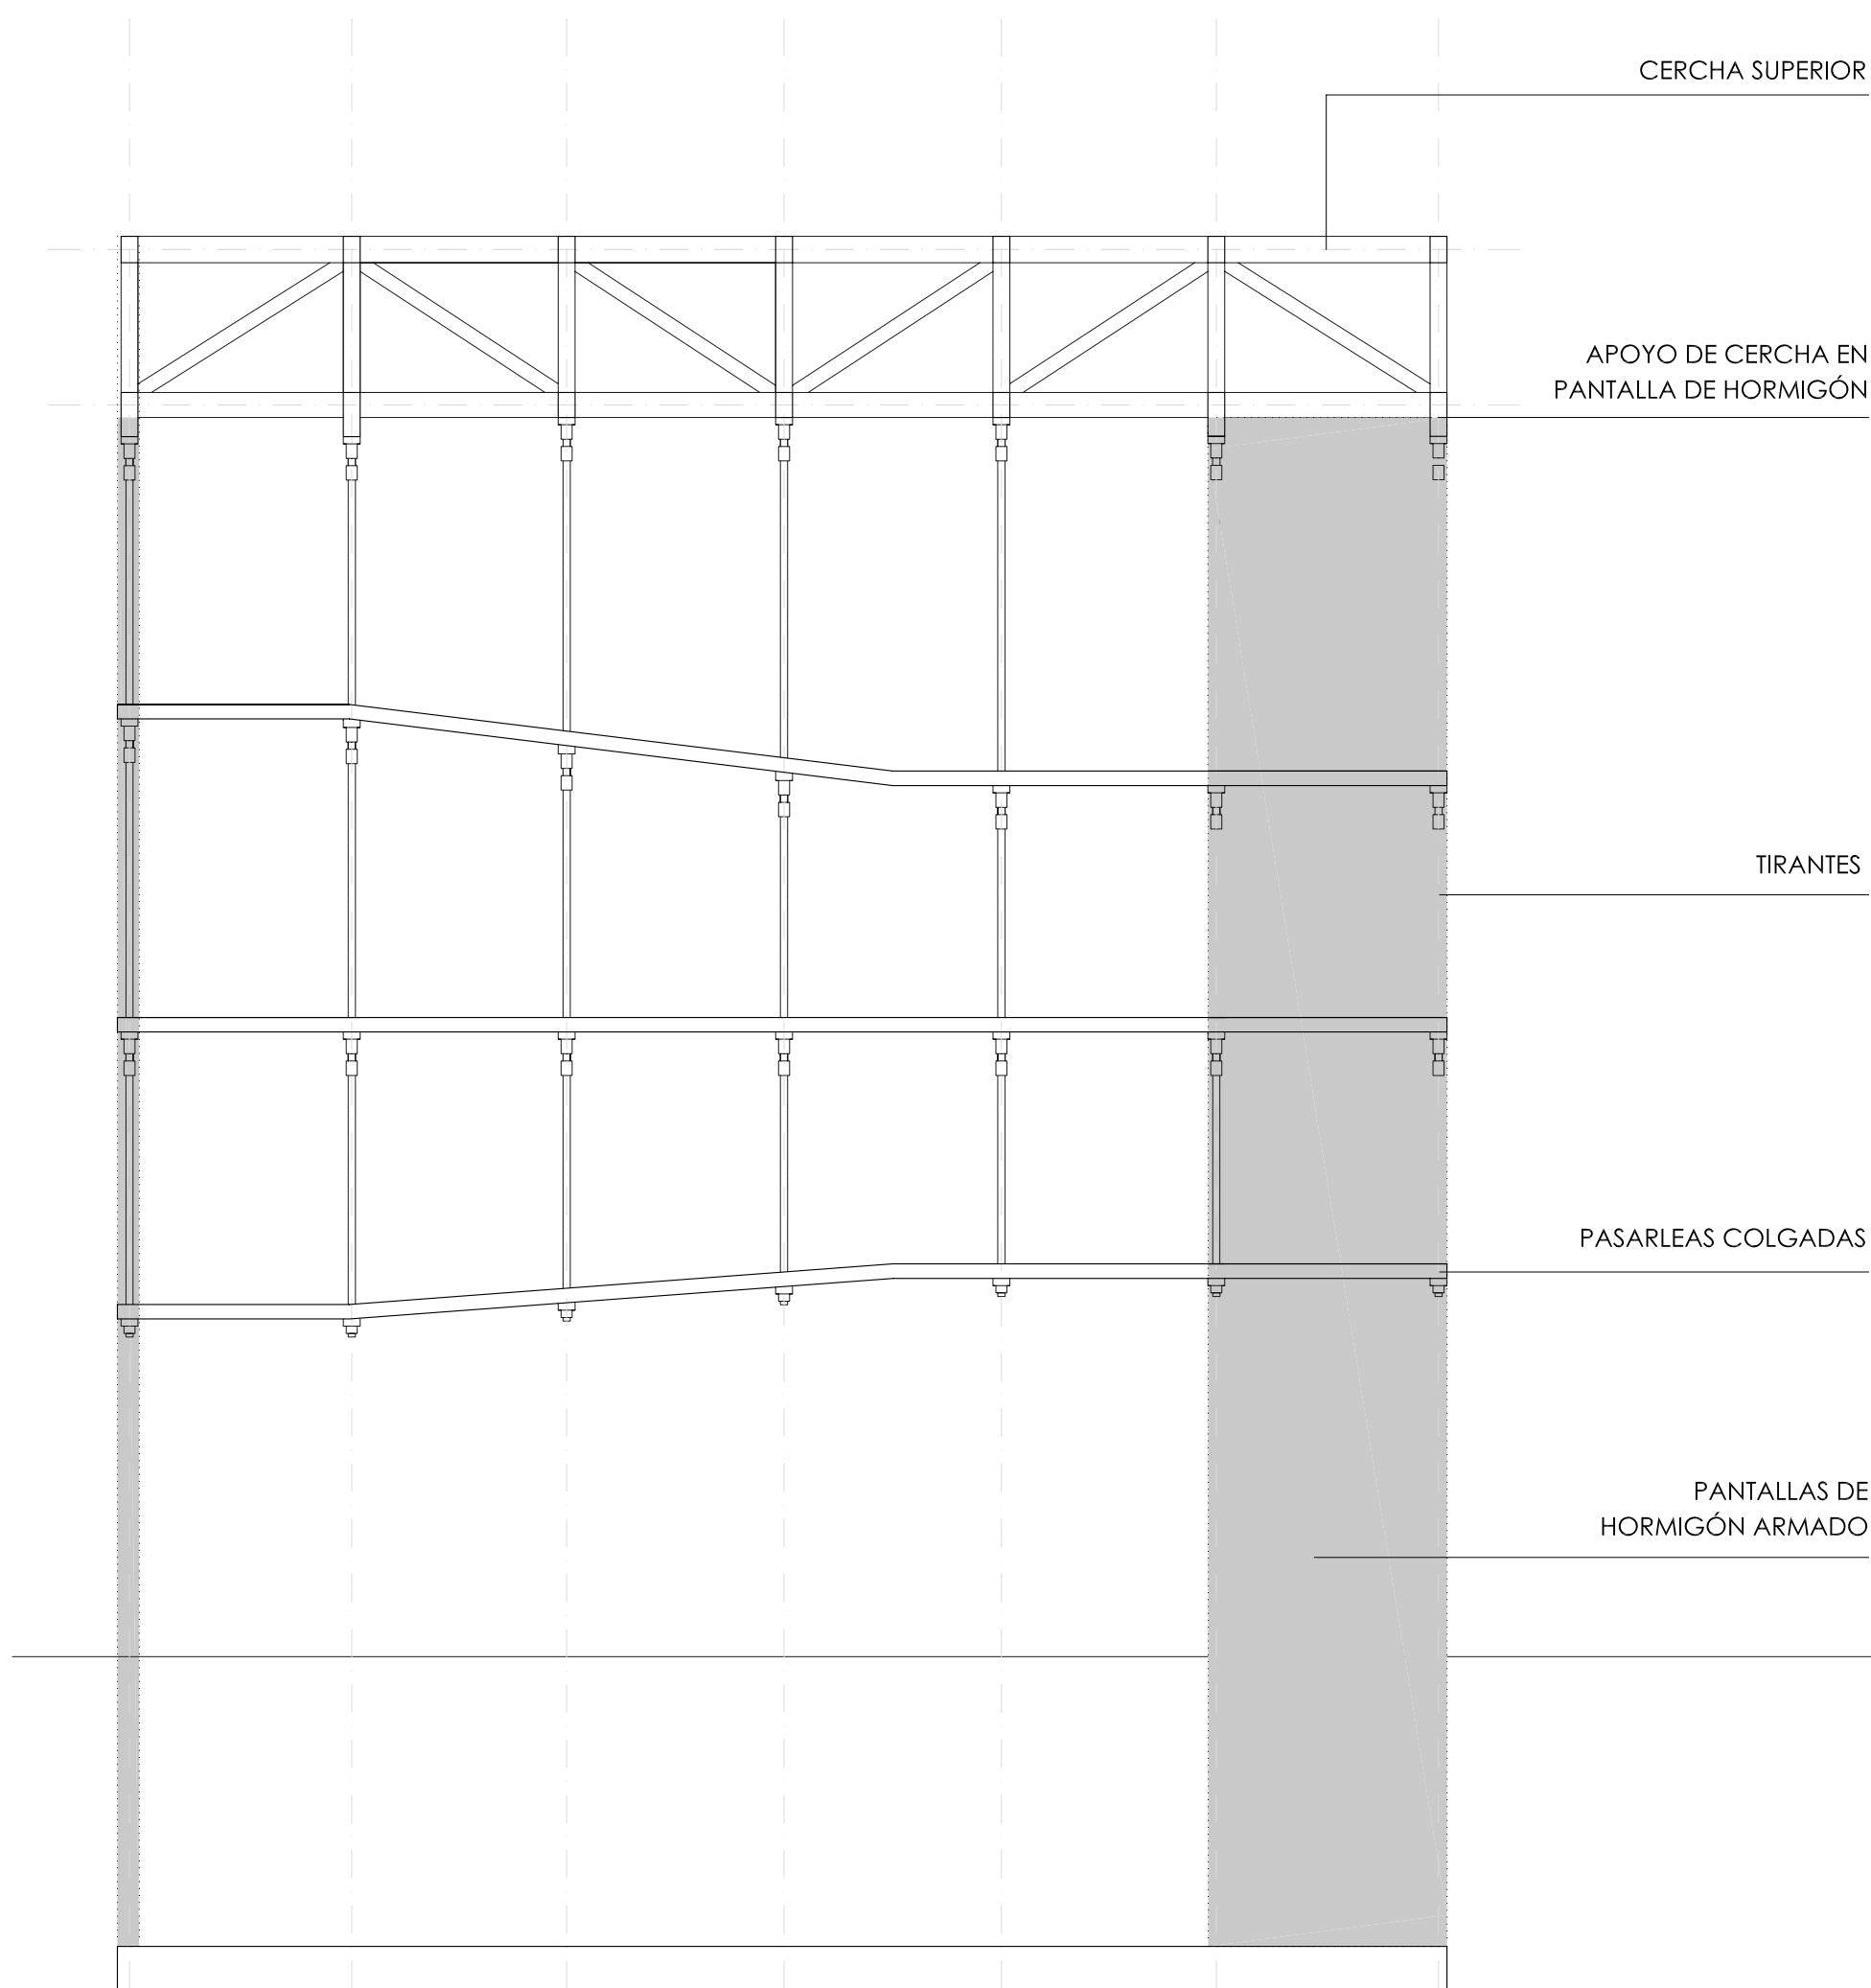 CERCHA SUPERIOR
APOYO DE CERCHA EN
PANTALLA DE HORMIGÓN
TIRANTES
PASARLEAS COLGADAS
PANTALLAS DE
HORMIGÓN ARMADO